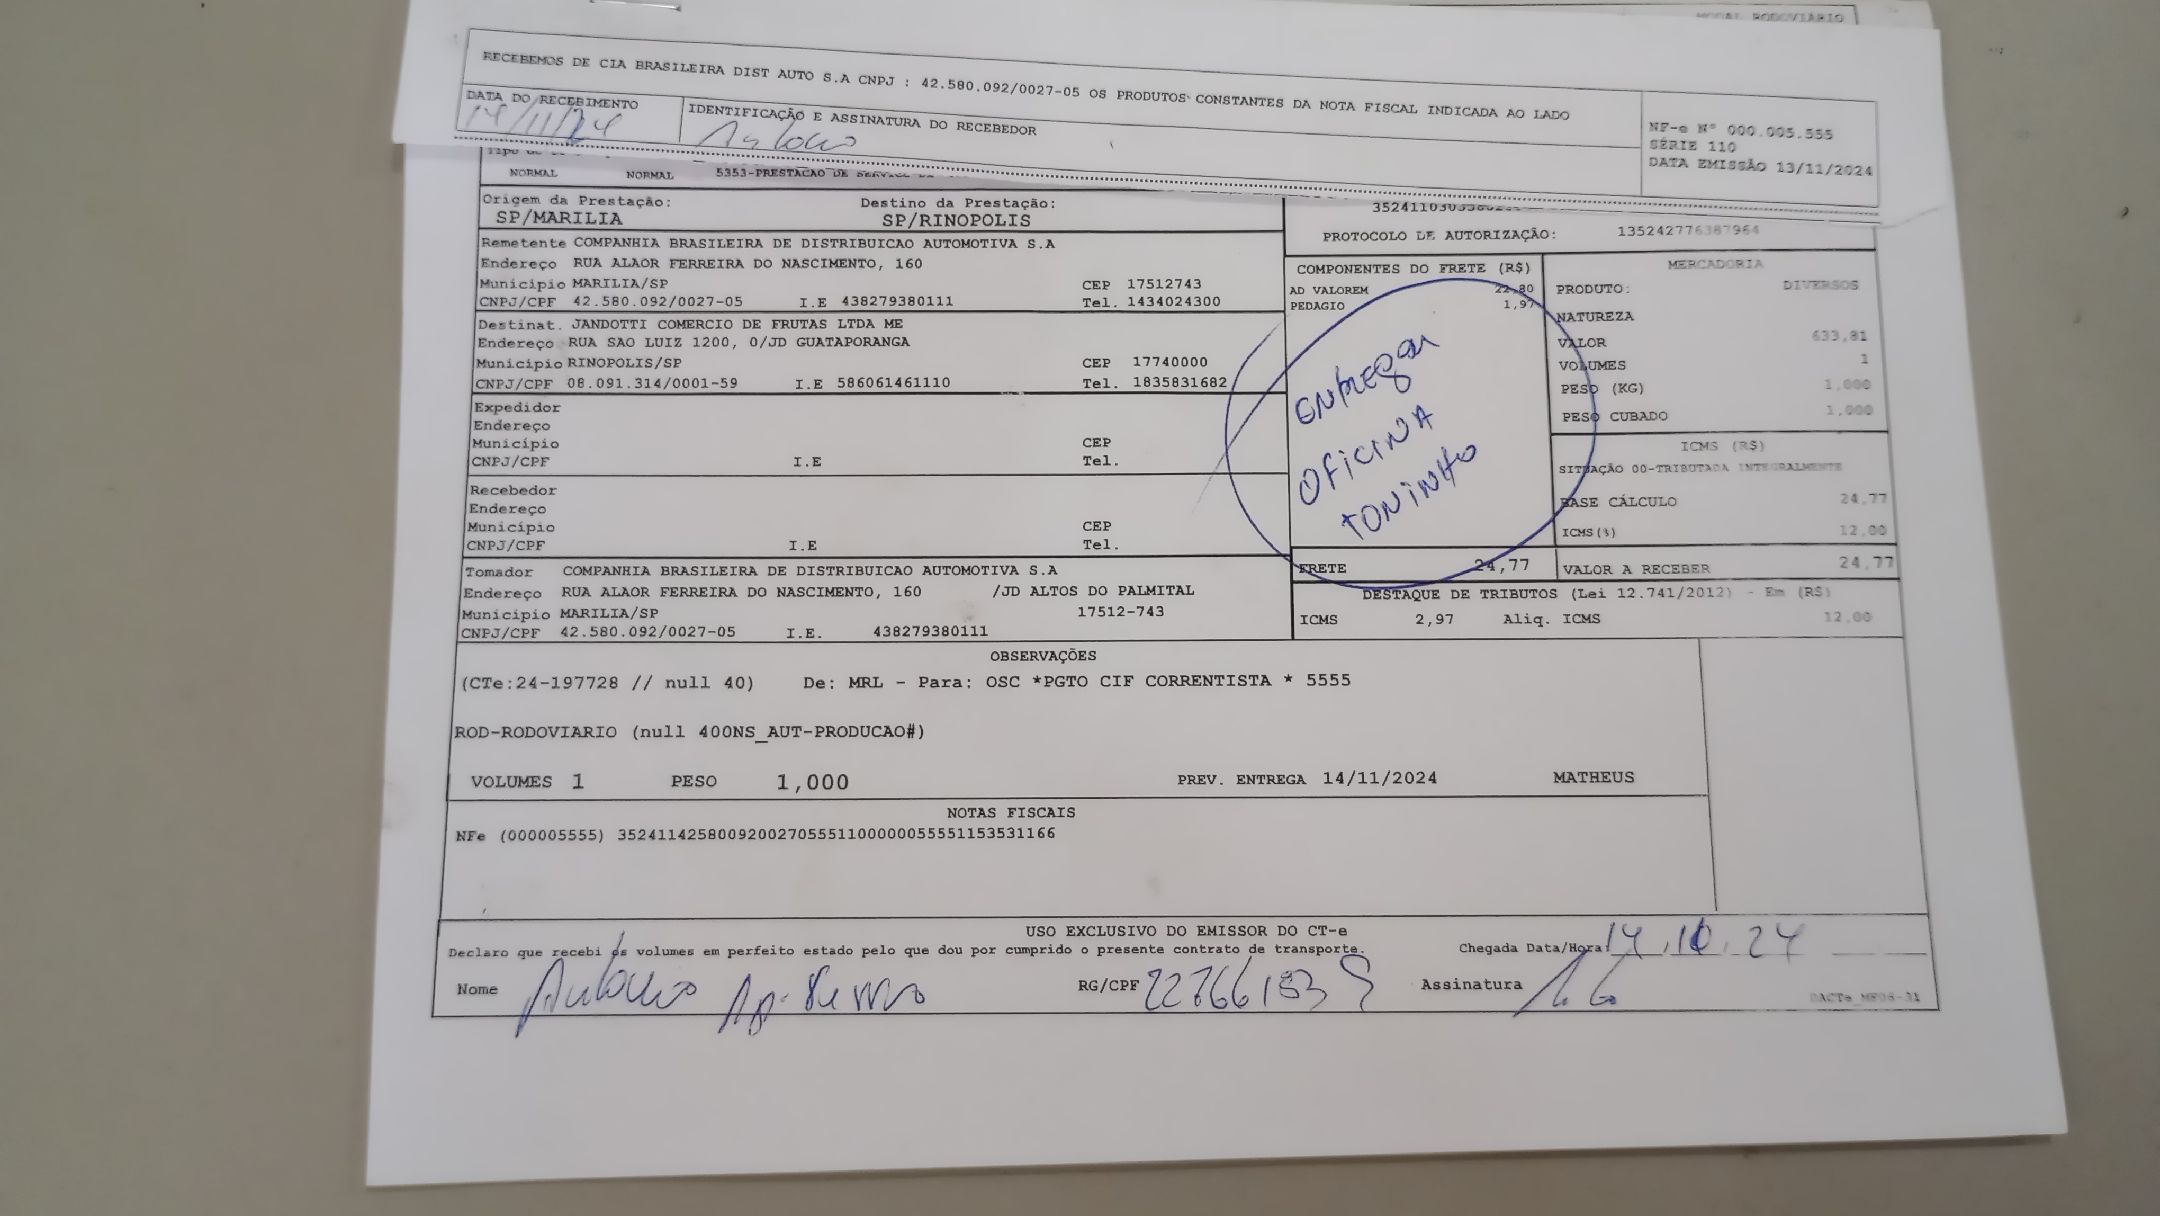 MODAL RODOVIÁRIO
RECEBEMOS DE CIA BRASILEIRA DIST AUTO S.A CNPJ : 42.580.092/0027-05 OS PRODUTOS CONSTANTES DA NOTA FISCAL INDICADA AO LADO
DATA DO RECEBIMENTO IDENTIFICAÇÃO E ASSINATURA DO RECEBEDOR
14/11/24
NF-e Nº 000.005.555
SÉRIE 110
DATA EMISSÃO 13/11/2024
NORMAL NORMAL 5353-PRESTACAO DE
Origem da Prestação: Destino da Prestação:
SP/MARILIA SP/RINOPOLIS
PROTOCOLO DE AUTORIZAÇÃO: 135242776387964
Remetente COMPANHIA BRASILEIRA DE DISTRIBUICAO AUTOMOTIVA S.A
Endereço RUA ALAOR FERREIRA DO NASCIMENTO, 160
Município MARILIA/SP CEP 17512743
CNPJ/CPF 42.580.092/0027-05 I.E 438279380111 Tel. 1434024300
Destinat. JANDOTTI COMERCIO DE FRUTAS LTDA ME
Endereço RUA SAO LUIZ 1200, 0/JD GUATAPORANGA
Município RINOPOLIS/SP CEP 17740000
CNPJ/CPF 08.091.314/0001-59 I.E 586061461110 Tel. 1835831682
Expedidor
Endereço
Município CEP
CNPJ/CPF I.E Tel.
Recebedor
Endereço
Município CEP
CNPJ/CPF I.E Tel.
Tomador COMPANHIA BRASILEIRA DE DISTRIBUICAO AUTOMOTIVA S.A
Endereço RUA ALAOR FERREIRA DO NASCIMENTO, 160 /JD ALTOS DO PALMITAL
Município MARILIA/SP 17512-743
CNPJ/CPF 42.580.092/0027-05 I.E. 438279380111
COMPONENTES DO FRETE (R$)
AD VALOREM 22,80
PEDAGIO 1,97
ENtREGAR
OFiCINA
tONiNHo
FRETE 24,77
MERCADORIA
PRODUTO: DIVERSOS
NATUREZA
VALOR 633,81
VOLUMES 1
PESO (KG) 1,000
PESO CUBADO 1,000
ICMS (R$)
SITUAÇÃO 00-TRIBUTADA INTEGRALMENTE
BASE CÁLCULO 24,77
ICMS(%) 12,00
VALOR A RECEBER 24,77
DESTAQUE DE TRIBUTOS (Lei 12.741/2012) - Em (R$)
ICMS 2,97 Aliq. ICMS 12,00
OBSERVAÇÕES
(CTe:24-197728 // null 40) De: MRL - Para: OSC *PGTO CIF CORRENTISTA * 5555
ROD-RODOVIARIO (null 400NS_AUT-PRODUCAO#)
VOLUMES 1 PESO 1,000 PREV. ENTREGA 14/11/2024 MATHEUS
NOTAS FISCAIS
NFe (000005555) 35241142580092002705551100000055551153531166
USO EXCLUSIVO DO EMISSOR DO CT-e
Declaro que recebi os volumes em perfeito estado pelo que dou por cumprido o presente contrato de transporte. Chegada Data/Hora
Nome RG/CPF Assinatura
DACTe_MF06-31